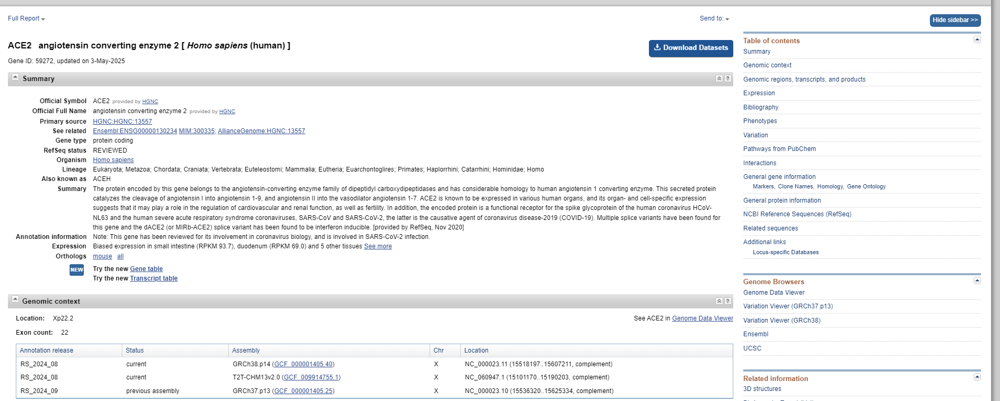 Full Report
Send to:
Hide sidebar >>
ACE2 angiotensin converting enzyme 2 [ Homo sapiens (human) ]
Download Datasets
Gene ID: 59272, updated on 3-May-2025
Summary
?
Official Symbol ACE2 provided by HGNC
Official Full Name angiotensin converting enzyme 2 provided by HGNC
Primary source HGNC:HGNC:13557
See related Ensembl:ENSG00000130234 MIM:300335; AllianceGenome:HGNC:13557
Gene type protein coding
RefSeq status REVIEWED
Organism Homo sapiens
Lineage Eukaryota; Metazoa; Chordata; Craniata; Vertebrata; Euteleostomi; Mammalia; Eutheria; Euarchontoglires; Primates; Haplorrhini; Catarrhini; Hominidae; Homo
Also known as ACEH
Summary The protein encoded by this gene belongs to the angiotensin-converting enzyme family of dipeptidyl carboxydipeptidases and has considerable homology to human angiotensin 1 converting enzyme. This secreted protein
catalyzes the cleavage of angiotensin I into angiotensin 1-9, and angiotensin II into the vasodilator angiotensin 1-7. ACE2 is known to be expressed in various human organs, and its organ- and cell-specific expression
suggests that it may play a role in the regulation of cardiovascular and renal function, as well as fertility. In addition, the encoded protein is a functional receptor for the spike glycoprotein of the human coronavirus HCoV-
NL63 and the human severe acute respiratory syndrome coronaviruses, SARS-CoV and SARS-CoV-2, the latter is the causative agent of coronavirus disease-2019 (COVID-19). Multiple splice variants have been found for
this gene and the dACE2 (or MIRb-ACE2) splice variant has been found to be interferon inducible. [provided by RefSeq, Nov 2020]
Annotation information Note: This gene has been reviewed for its involvement in coronavirus biology, and is involved in SARS-CoV-2 infection.
Expression Biased expression in small intestine (RPKM 93.7), duodenum (RPKM 69.0) and 5 other tissues See more
Orthologs mouse all
NEW Try the new Gene table
Try the new Transcript table
Genomic context
?
Location: Xp22.2
See ACE2 in Genome Data Viewer
Exon count: 22
Annotation release Status Assembly Chr Location
RS_2024_08 current GRCh38.p14 (GCF_000001405.40) X NC_000023.11 (15518197..15607211, complement)
RS_2024_08 current T2T-CHM13v2.0 (GCF_009914755.1) X NC_060947.1 (15101170..15190203, complement)
RS_2024_09 previous assembly GRCh37.p13 (GCF_000001405.25) X NC_000023.10 (15536320..15625334, complement)
Table of contents
Summary
Genomic context
Genomic regions, transcripts, and products
Expression
Bibliography
Phenotypes
Variation
Pathways from PubChem
Interactions
General gene information
Markers, Clone Names, Homology, Gene Ontology
General protein information
NCBI Reference Sequences (RefSeq)
Related sequences
Additional links
Locus-specific Databases
Genome Browsers
Genome Data Viewer
Variation Viewer (GRCh37.p13)
Variation Viewer (GRCh38)
Ensembl
UCSC
Related information
3D structures